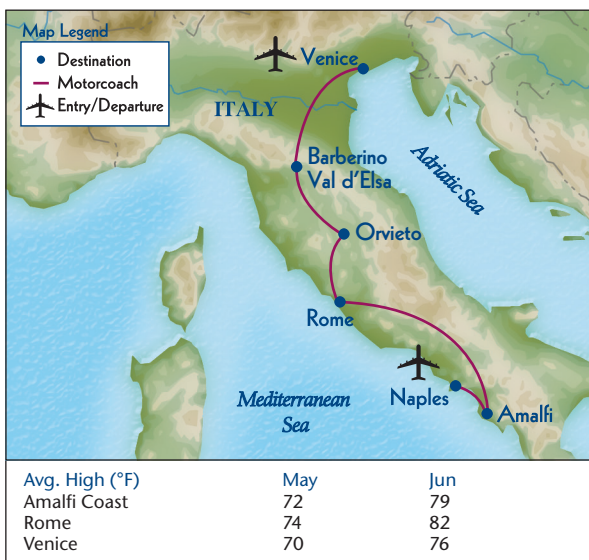 Map Legend
Destination
Motorcoach
Entry/Departure
Venice
ITALY
Barberino
Val d'Elsa
Adriatic Sea
Orvieto
Rome
Naples
Amalfi
Mediterranean
Sea
Avg. High (°F) May Jun
Amalfi Coast 72 79
Rome 74 82
Venice 70 76